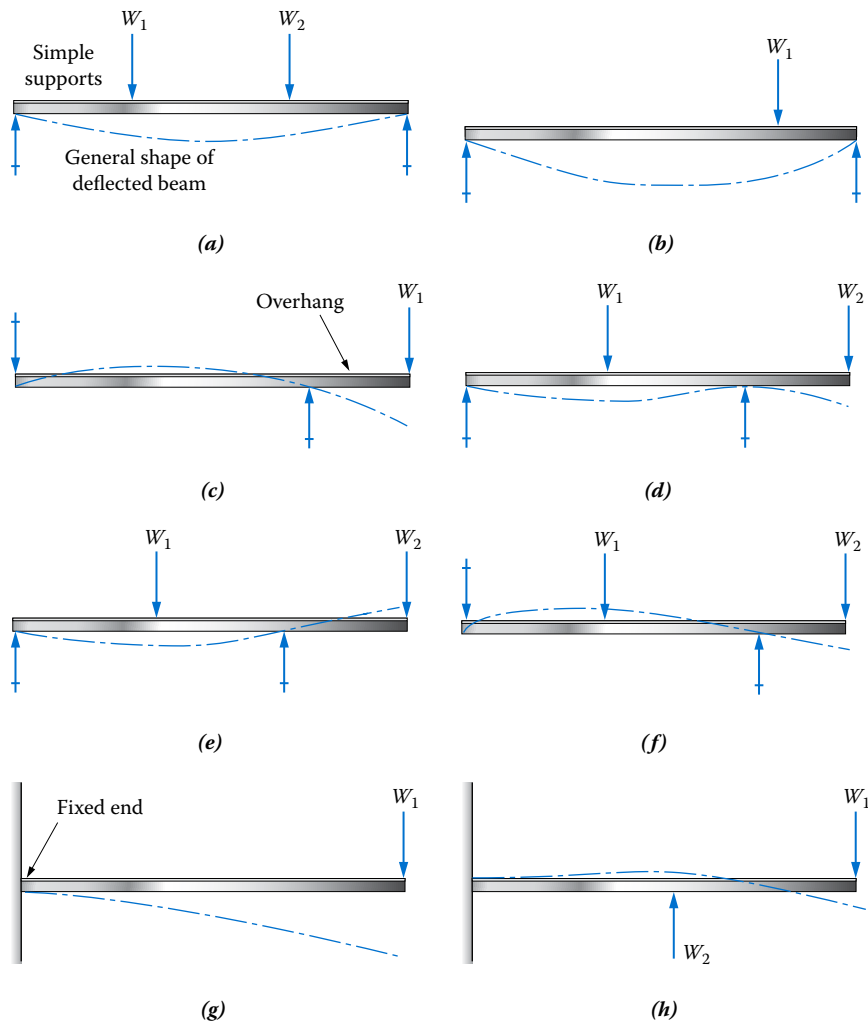 W1
W2
Simple
supports
General shape of
deflected beam
(a)
W1
(b)
Overhang
W1
(c)
W1
W2
(d)
W1
W2
(e)
W1
W2
(f)
Fixed end
W1
(g)
W1
W2
(h)